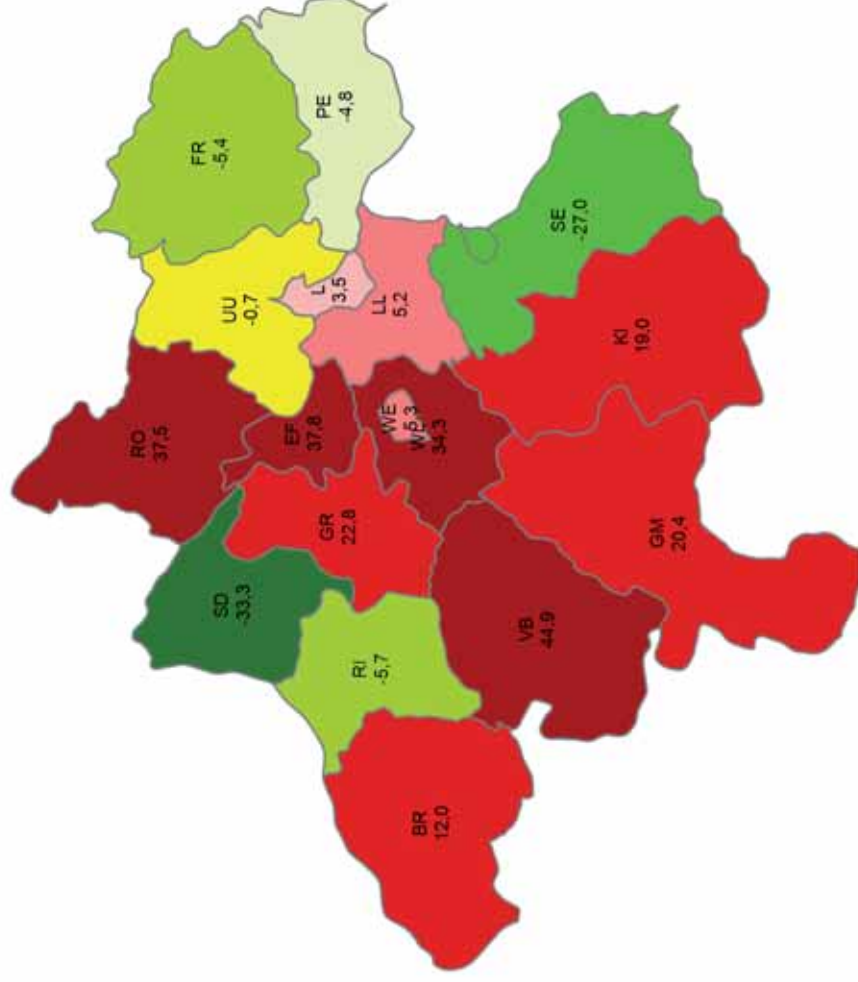 PE
-4,8
FR
-5,4
SE
-27,0
L
3,5
UU
-0,7
LL
5,2
KI
19,0
WE
5,3
34,3
RO
37,5
EF
37,8
GR
22,8
GM
20,4
SD
-33,3
VB
44,9
RI
-5,7
BR
12,0